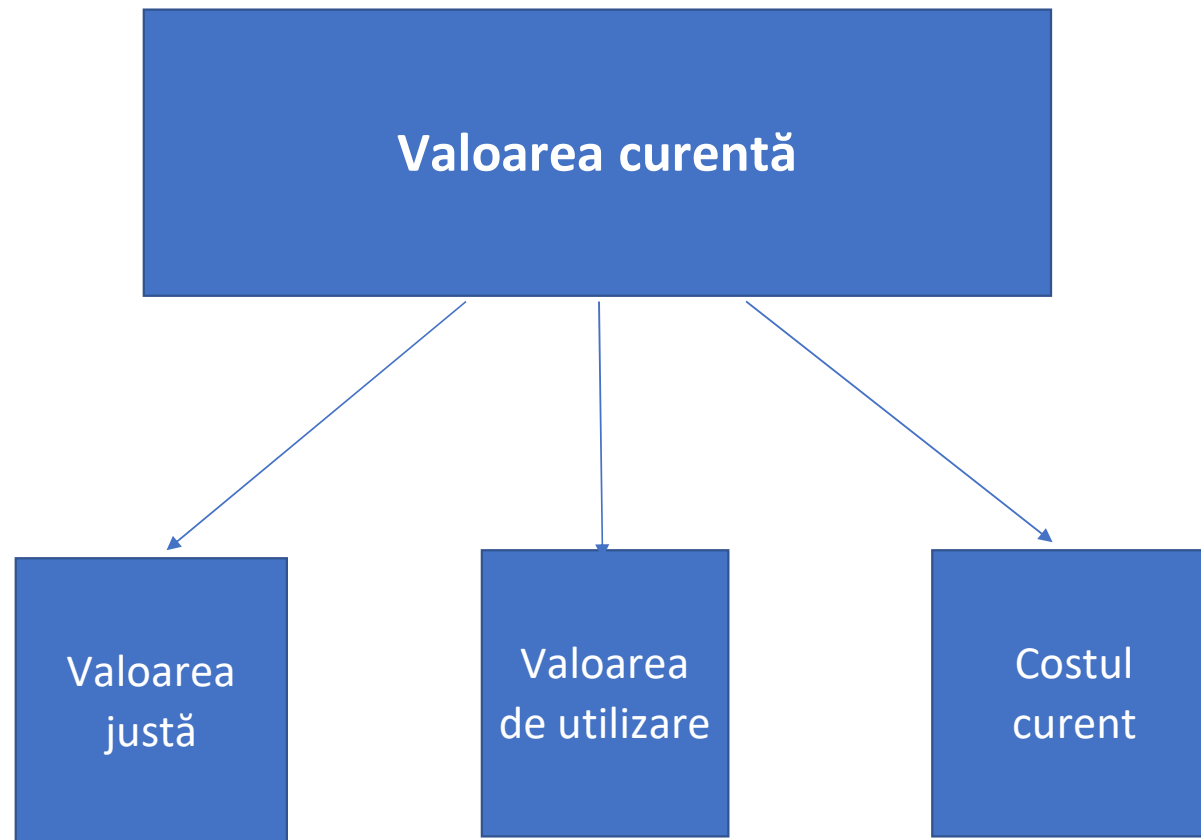 Valoarea curentă
Valoarea
justă
Valoarea
de utilizare
Costul
curent